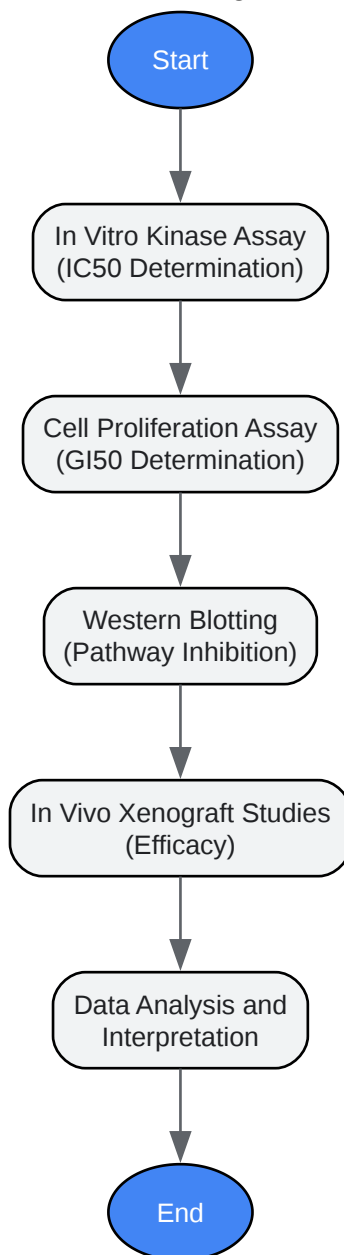 Start
In Vitro Kinase Assay
(IC50 Determination)
Cell Proliferation Assay
(GI50 Determination)
Western Blotting
(Pathway Inhibition)
In Vivo Xenograft Studies
(Efficacy)
Data Analysis and
Interpretation
End